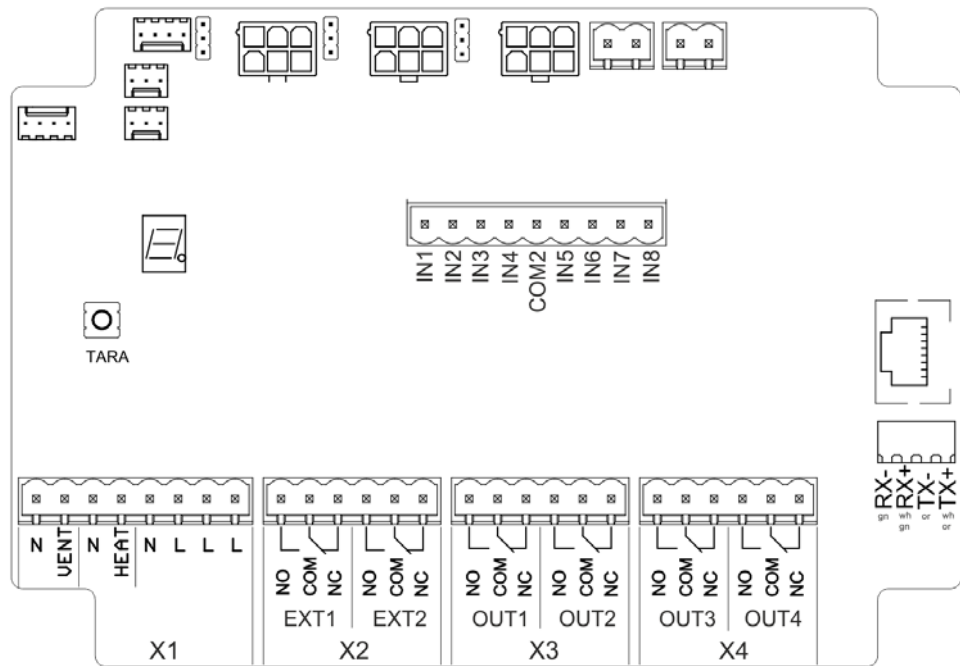 IN1 IN2 IN3 IN4 COM2 IN5 IN6 IN7 IN8
TARA
RX- RX+ TX- TX+
gn wh gn or wh or
N VENT N HEAT N L L L
NO COM NC NO COM NC
NO COM NC NO COM NC
NO COM NC NO COM NC
EXT1 EXT2 OUT1 OUT2 OUT3 OUT4
X1 X2 X3 X4